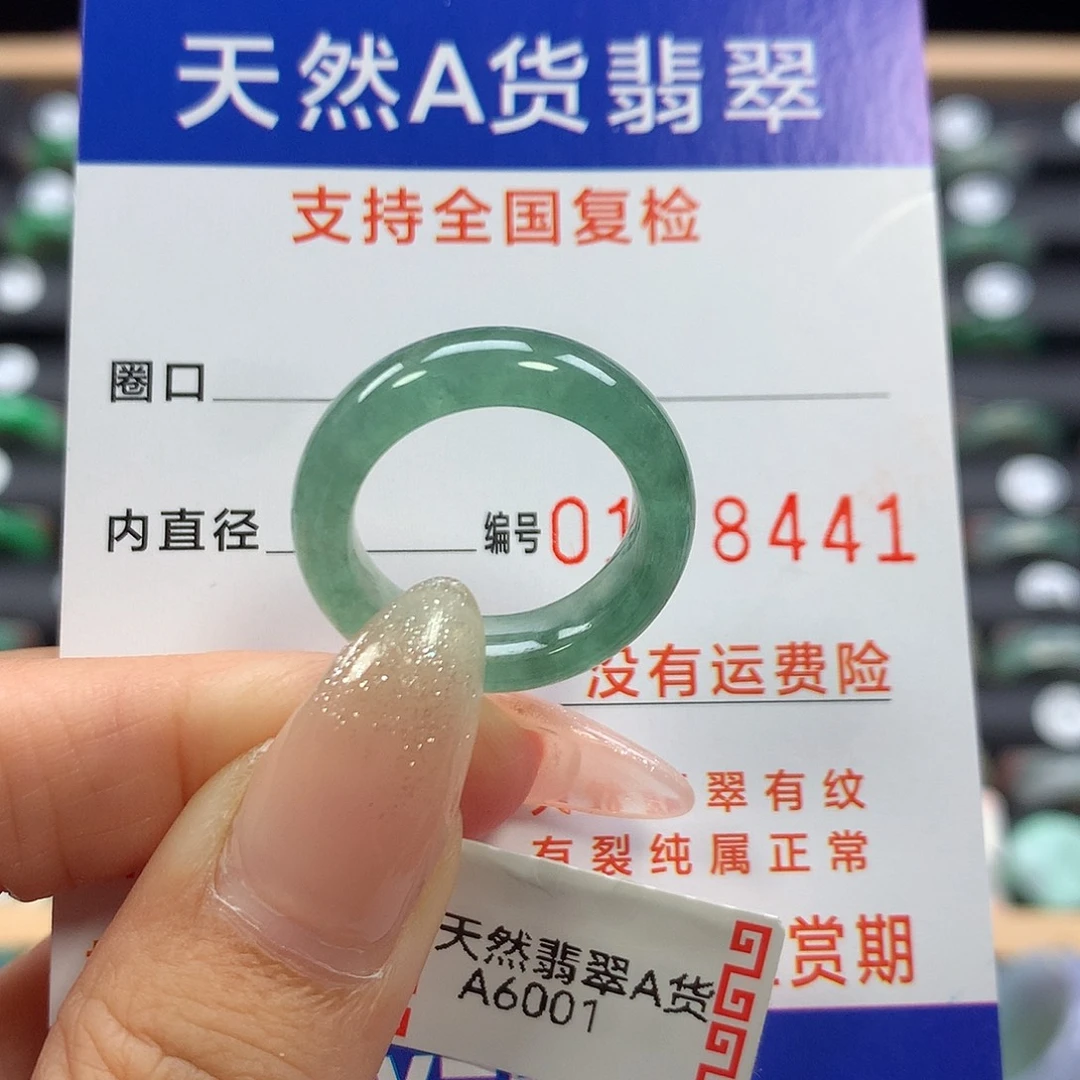 天然A货翡翠
支持全国复检
圈口
内直径 编号 01 8441
没有运费险
翠有纹
有裂纯属正常
赏期
天然翡翠A货
A6001